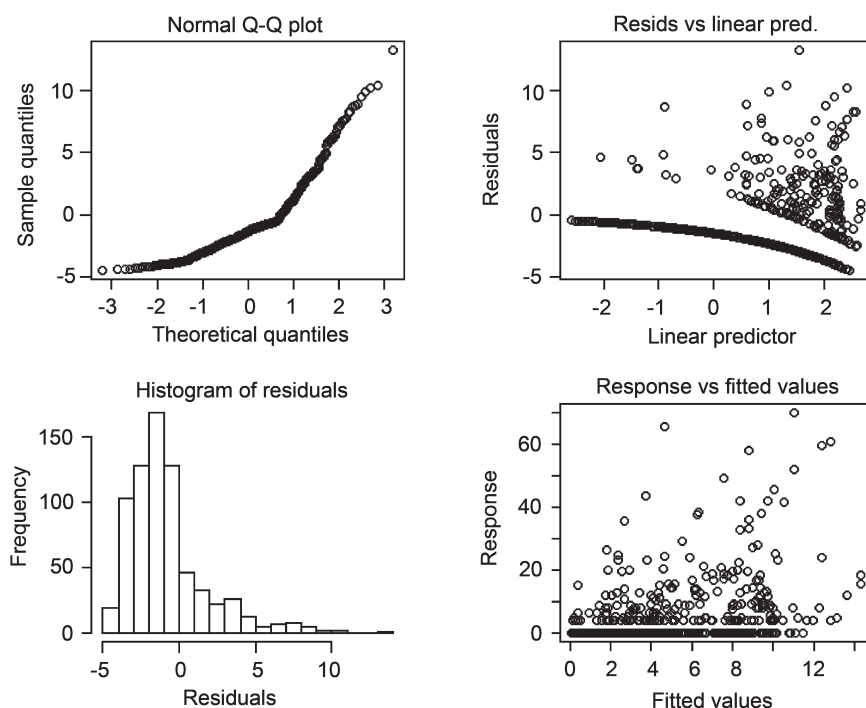 Normal Q-Q plot
Sample quantiles
10
5
0
-5
-3 -2 -1 0 1 2 3
Theoretical quantiles
Resids vs linear pred.
Residuals
10
5
0
-5
-2 -1 0 1 2
Linear predictor
Histogram of residuals
Frequency
150
100
50
0
-5 0 5 10
Residuals
Response vs fitted values
Response
60
40
20
0
0 2 4 6 8 12
Fitted values